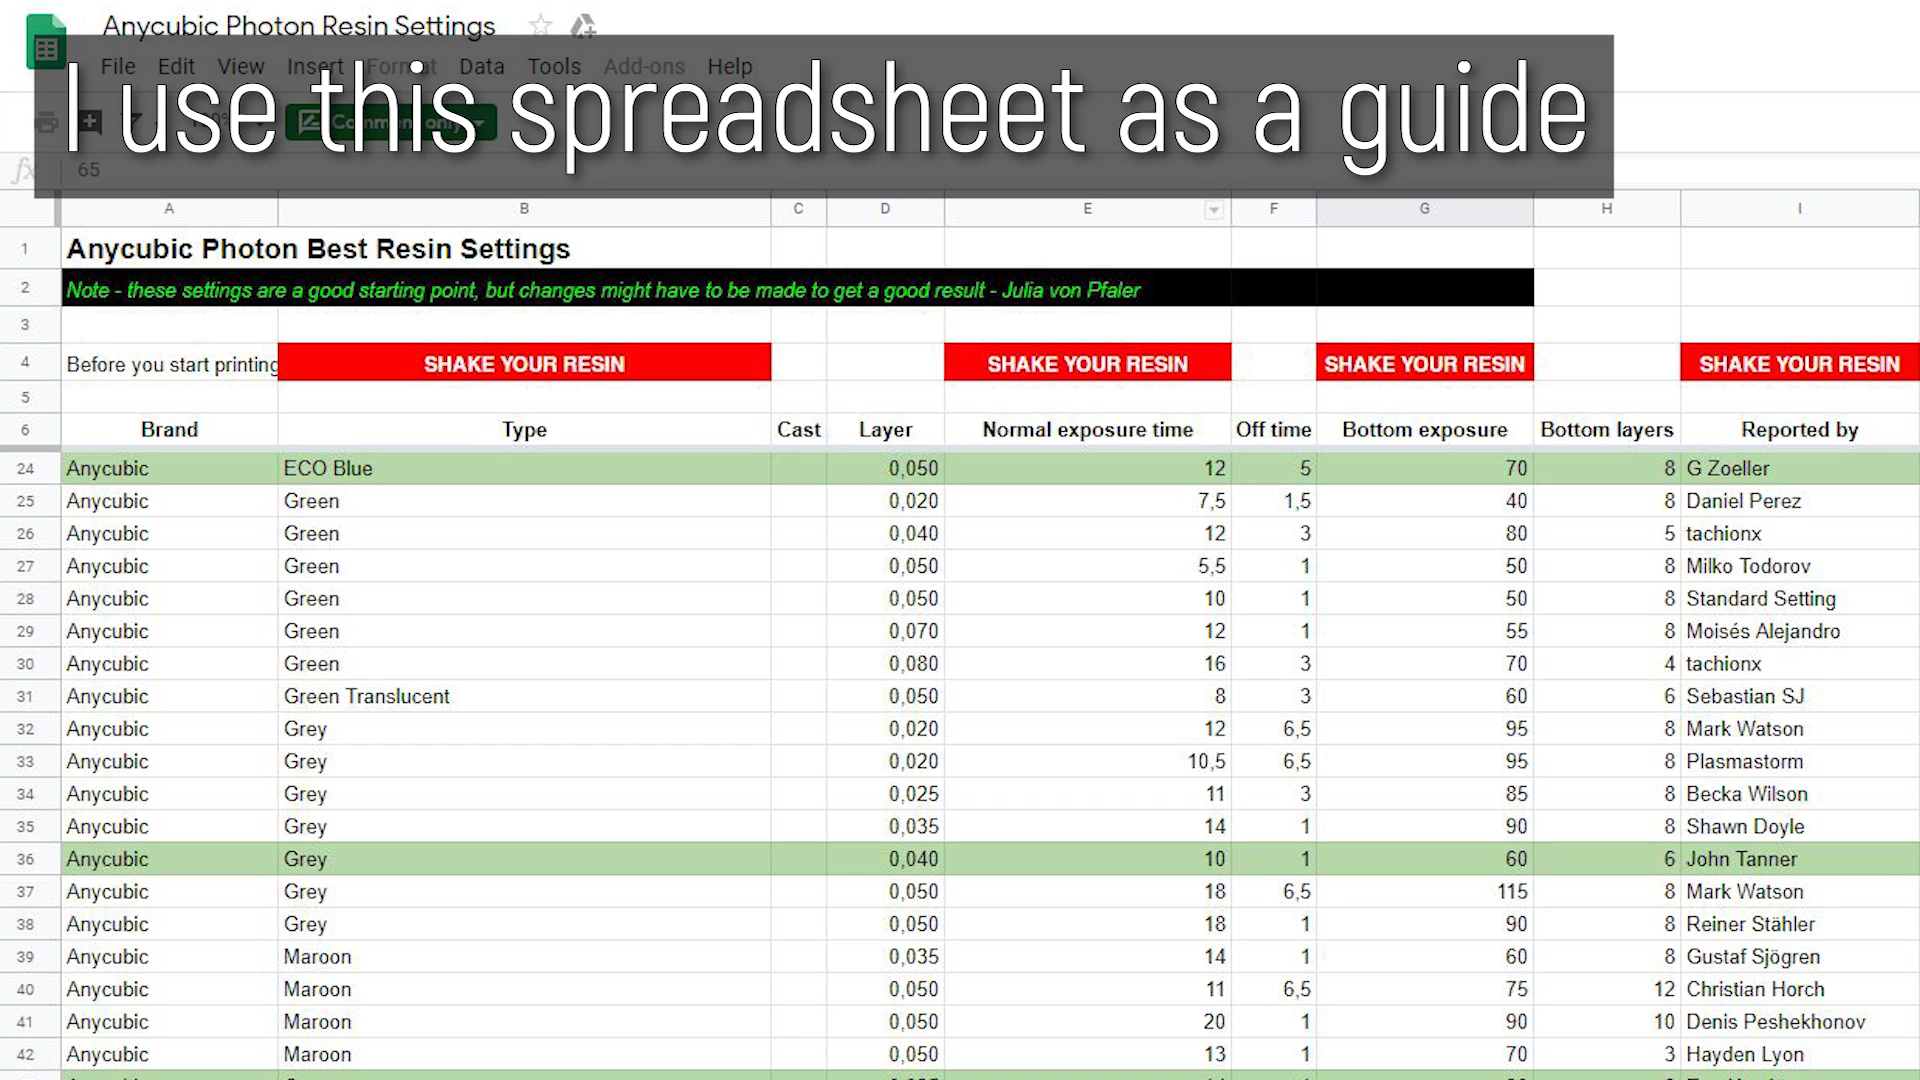 Anycubic Photon Resin Settings
File Edit View Insert Format Data Tools Add-ons Help
I use this spreadsheet as a guide
Comment only
fx 65
A B C D E F G H I
1 Anycubic Photon Best Resin Settings
2 Note - these settings are a good starting point, but changes might have to be made to get a good result - Julia von Pfaler
3
4 Before you start printing SHAKE YOUR RESIN SHAKE YOUR RESIN SHAKE YOUR RESIN SHAKE YOUR RESIN
5
6 Brand Type Cast Layer Normal exposure time Off time Bottom exposure Bottom layers Reported by
24 Anycubic ECO Blue 0,050 12 5 70 8 G Zoeller
25 Anycubic Green 0,020 7,5 1,5 40 8 Daniel Perez
26 Anycubic Green 0,040 12 3 80 5 tachionx
27 Anycubic Green 0,050 5,5 1 50 8 Milko Todorov
28 Anycubic Green 0,050 10 1 50 8 Standard Setting
29 Anycubic Green 0,070 12 1 55 8 Moisés Alejandro
30 Anycubic Green 0,080 16 3 70 4 tachionx
31 Anycubic Green Translucent 0,050 8 3 60 6 Sebastian SJ
32 Anycubic Grey 0,020 12 6,5 95 8 Mark Watson
33 Anycubic Grey 0,020 10,5 6,5 95 8 Plasmastorm
34 Anycubic Grey 0,025 11 3 85 8 Becka Wilson
35 Anycubic Grey 0,035 14 1 90 8 Shawn Doyle
36 Anycubic Grey 0,040 10 1 60 6 John Tanner
37 Anycubic Grey 0,050 18 6,5 115 8 Mark Watson
38 Anycubic Grey 0,050 18 1 90 8 Reiner Stähler
39 Anycubic Maroon 0,035 14 1 60 8 Gustaf Sjögren
40 Anycubic Maroon 0,050 11 6,5 75 12 Christian Horch
41 Anycubic Maroon 0,050 20 1 90 10 Denis Peshekhonov
42 Anycubic Maroon 0,050 13 1 70 3 Hayden Lyon